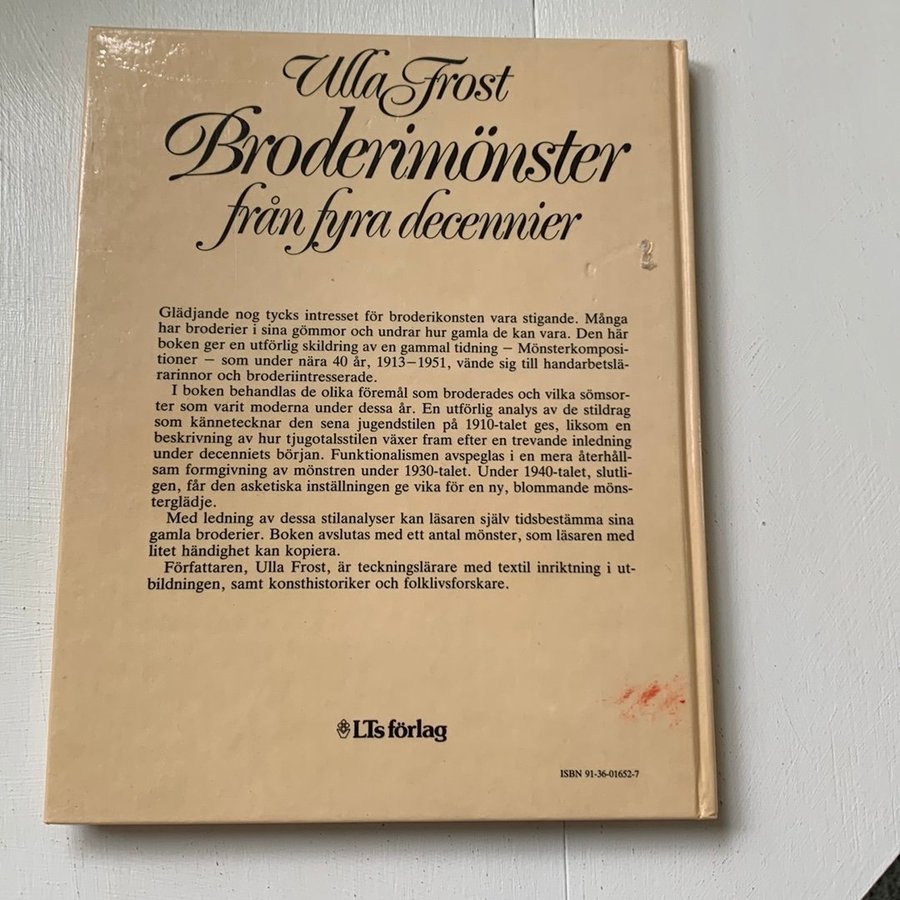 Ulla Frost
Broderimönster
från fyra decennier
Glädjande nog tycks intresset för broderikonsten vara stigande. Många
har broderier i sina gömmor och undrar hur gamla de kan vara. Den här
boken ger en utförlig skildring av en gammal tidning – Mönsterkomposi-
tioner – som under nära 40 år, 1913–1951, vände sig till handarbetslä-
rarinnor och broderiintresserade.
I boken behandlas de olika föremål som broderades och vilka sömsor-
ter som varit moderna under dessa år. En utförlig analys av de stildrag
som kännetecknar den sena jugendstilen på 1910-talet ges, liksom en
beskrivning av hur tjugotalsstilen växer fram efter en trevande inledning
under decenniets början. Funktionalismen avspeglas i en mera återhåll-
sam formgivning av mönstren under 1930-talet. Under 1940-talet, slutli-
gen, får den asketiska inställningen ge vika för en ny, blommande möns-
terglädje.
Med ledning av dessa stilanalyser kan läsaren själv tidsbestämma sina
gamla broderier. Boken avslutas med ett antal mönster, som läsaren med
litet händighet kan kopiera.
Författaren, Ulla Frost, är teckningslärare med textil inriktning i ut-
bildningen, samt konsthistoriker och folklivsforskare.
LTs förlag
ISBN 91-36-01652-7